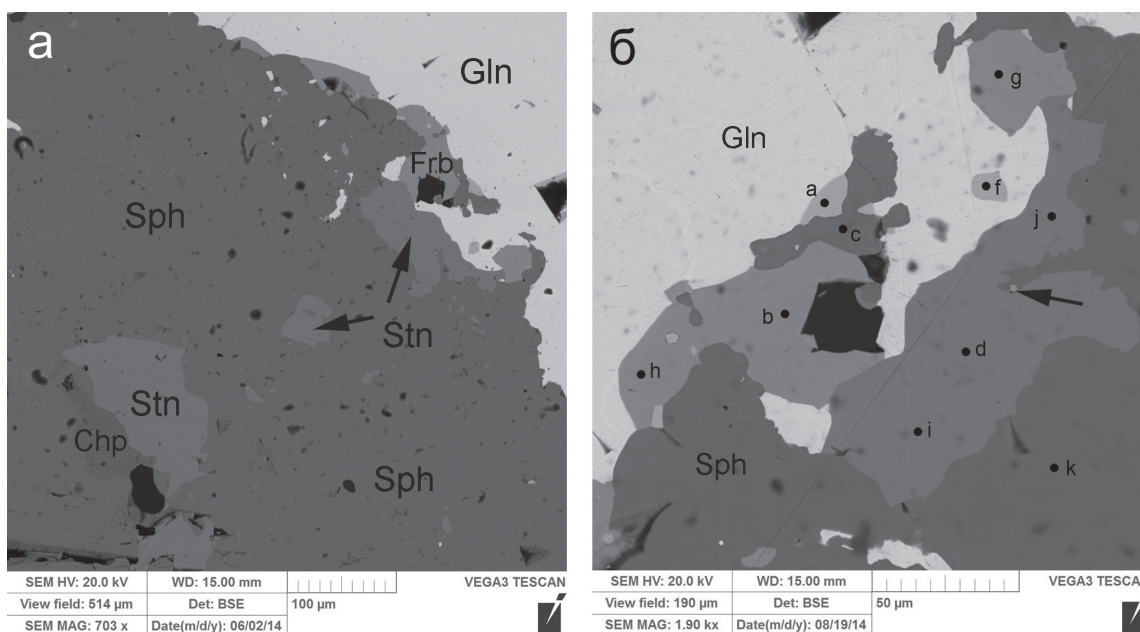 а
Gln
Frb
Sph
Stn
Stn
Chp
Sph
SEM HV: 20.0 kV
WD: 15.00 mm
VEGA3 TESCAN
View field: 514 µm
Det: BSE
100 µm
SEM MAG: 703 x
Date(m/d/y): 06/02/14
б
g
Gln
a
f
j
c
b
d
h
i
Sph
k
SEM HV: 20.0 kV
WD: 15.00 mm
VEGA3 TESCA
View field: 190 µm
Det: BSE
50 µm
SEM MAG: 1.90 kx
Date(m/d/y): 08/19/14